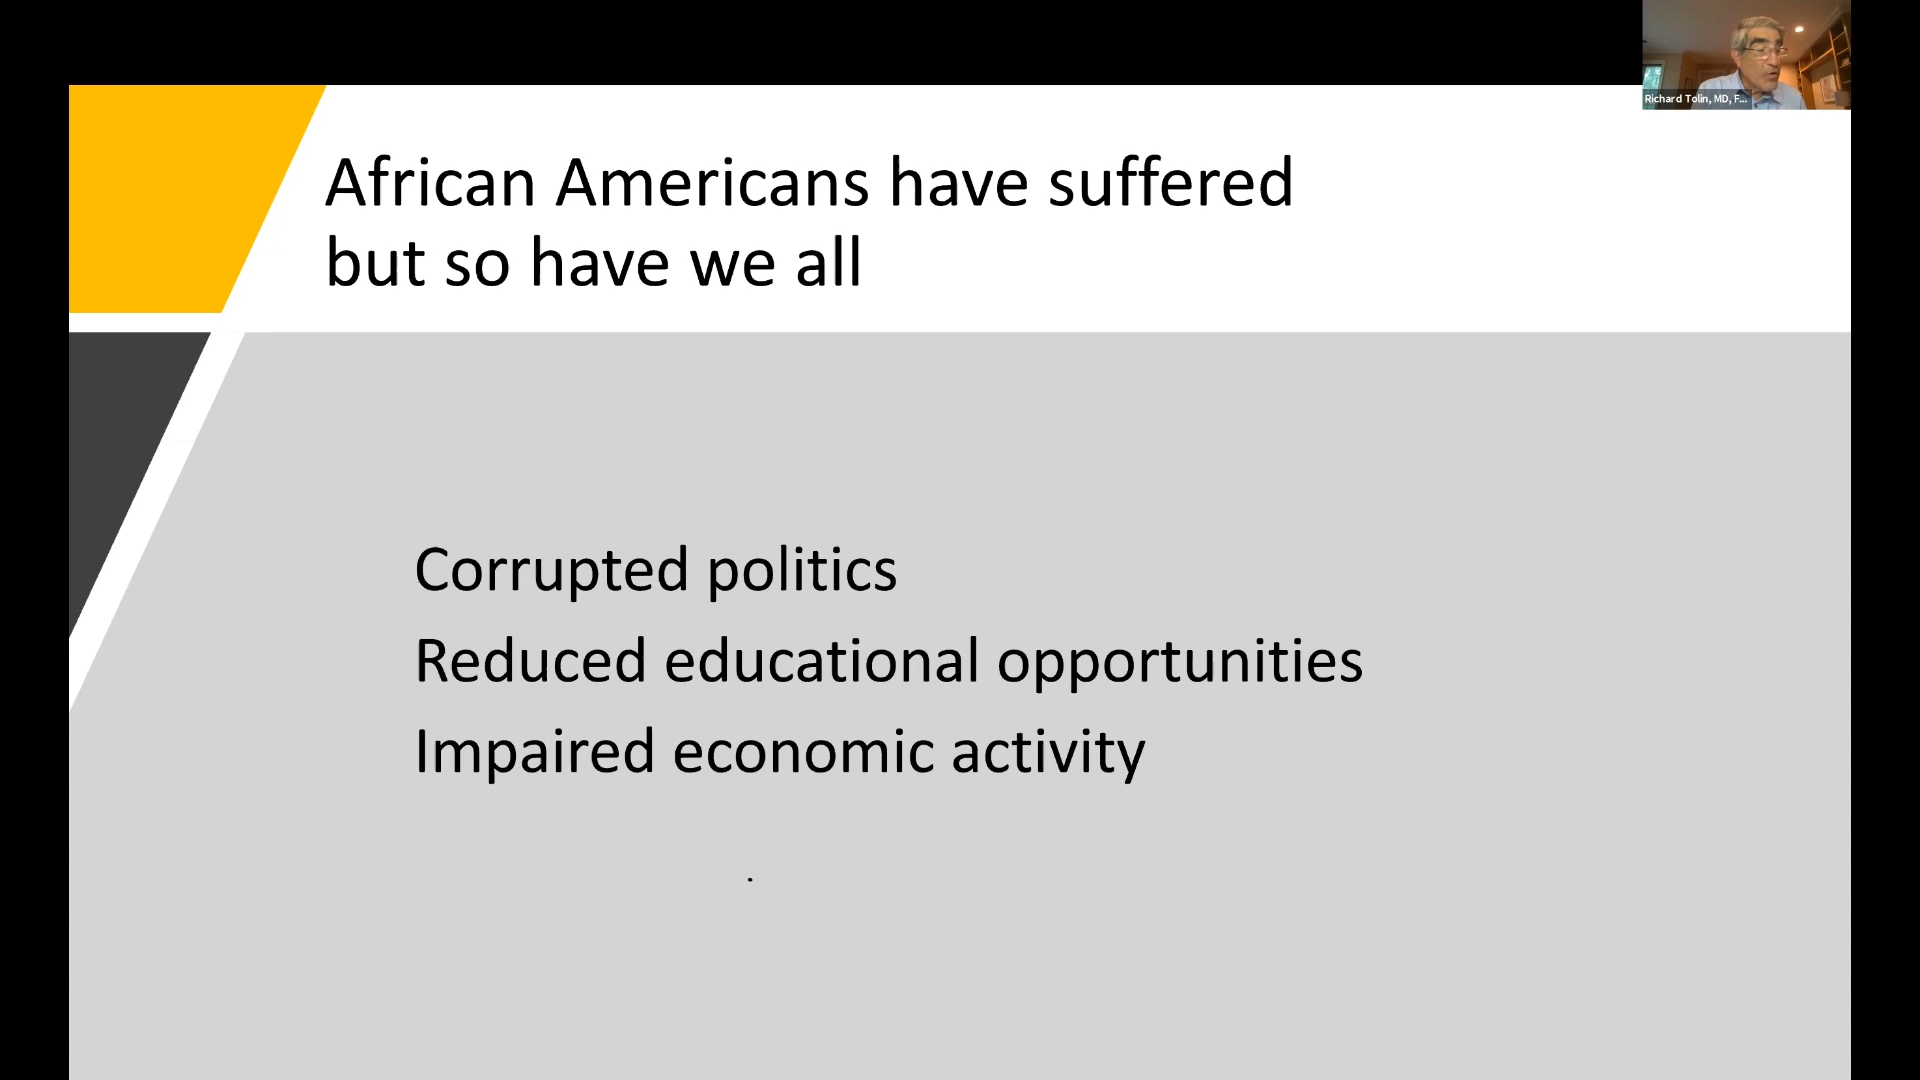 Richard Tolin, MD, F...
African Americans have suffered
but so have we all
Corrupted politics
Reduced educational opportunities
Impaired economic activity
.